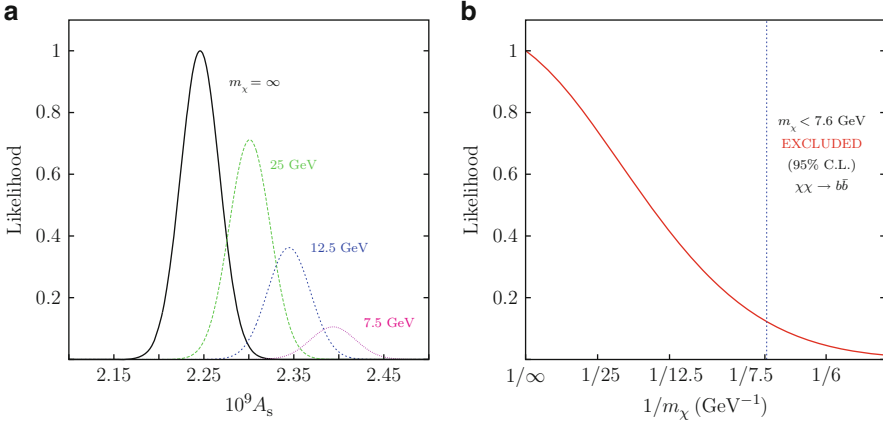 a
Likelihood
1
0.8
0.6
0.4
0.2
m_χ = ∞
25 GeV
12.5 GeV
7.5 GeV
2.15
2.25
2.35
2.45
10⁹A_s
b
Likelihood
1
0.8
0.6
0.4
0.2
m_χ < 7.6 GeV
EXCLUDED
(95% C.L.)
χχ → bb̄
1/∞
1/25
1/12.5
1/7.5
1/6
1/m_χ (GeV⁻¹)